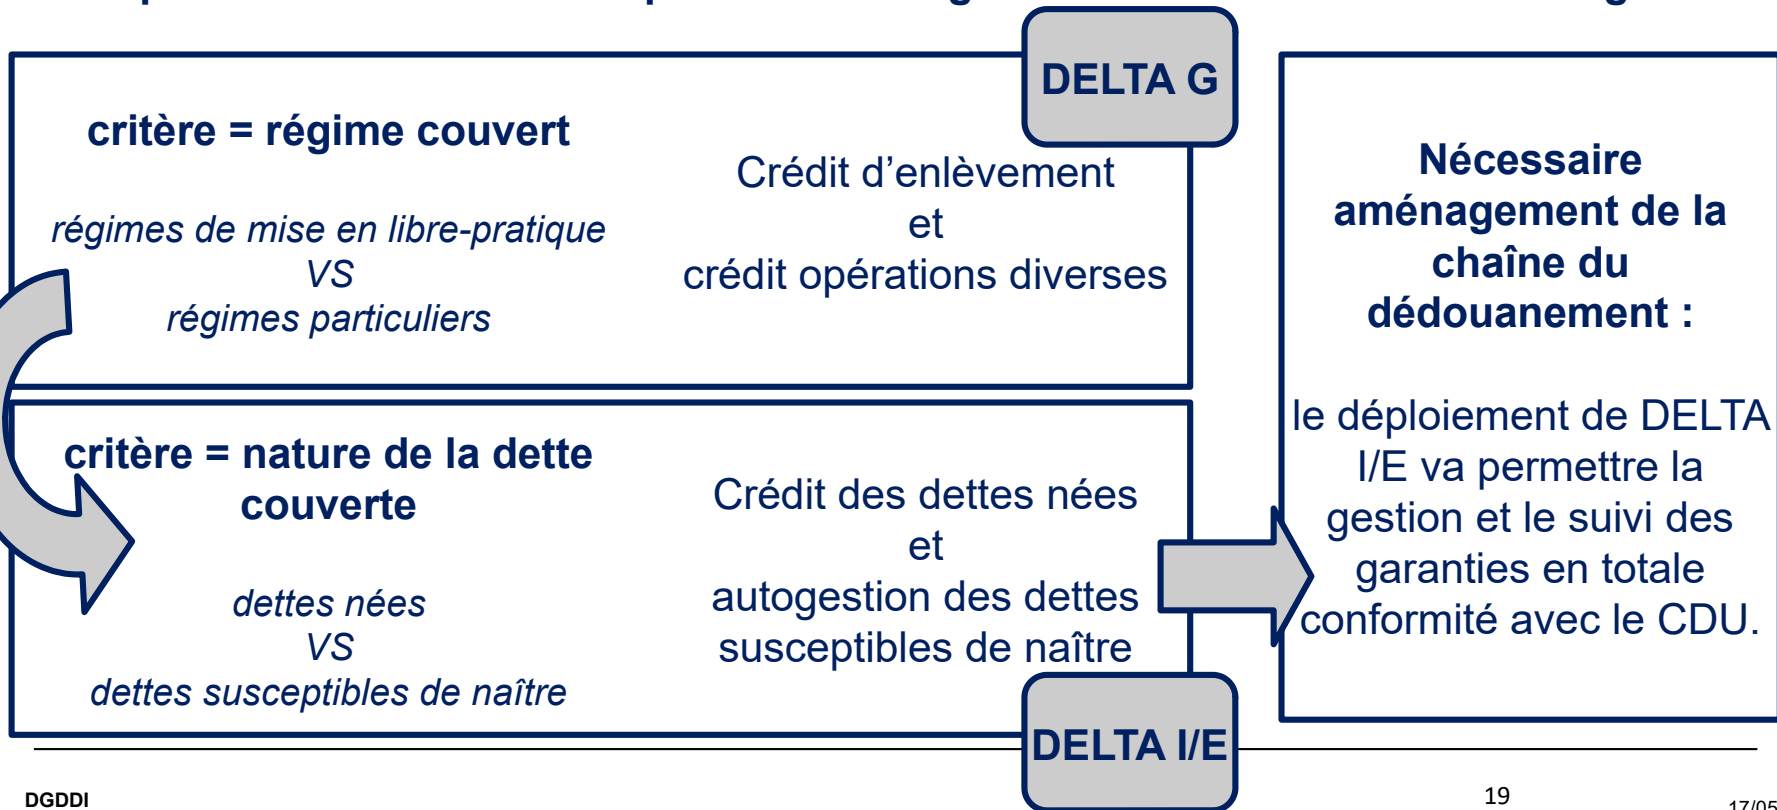 DELTA G
critère = régime couvert
régimes de mise en libre-pratique
VS
régimes particuliers
Crédit d’enlèvement
et
crédit opérations diverses
critère = nature de la dette
couverte
dettes nées
VS
dettes susceptibles de naître
Crédit des dettes nées
et
autogestion des dettes
susceptibles de naître
DELTA I/E
Nécessaire
aménagement de la
chaîne du
dédouanement :
le déploiement de DELTA
I/E va permettre la
gestion et le suivi des
garanties en totale
conformité avec le CDU.
DGDDI
19
17/05